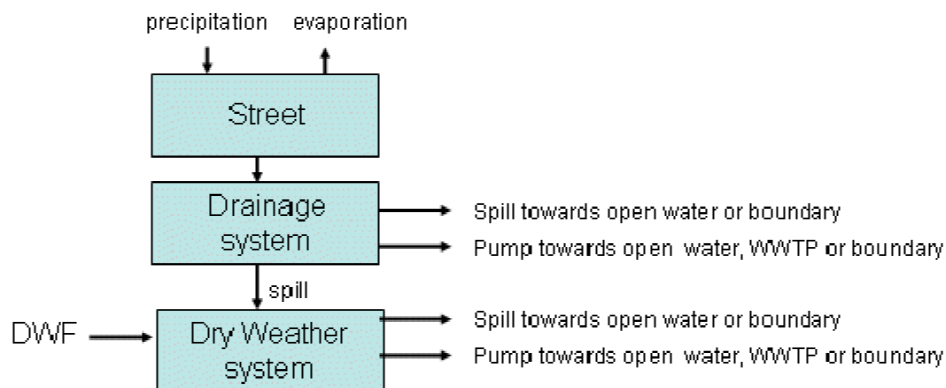 precipitation evaporation
Street
Drainage
system
Spill towards open water or boundary
Pump towards open water, WWTP or boundary
spill
DWF
Dry Weather
system
Spill towards open water or boundary
Pump towards open water, WWTP or boundary